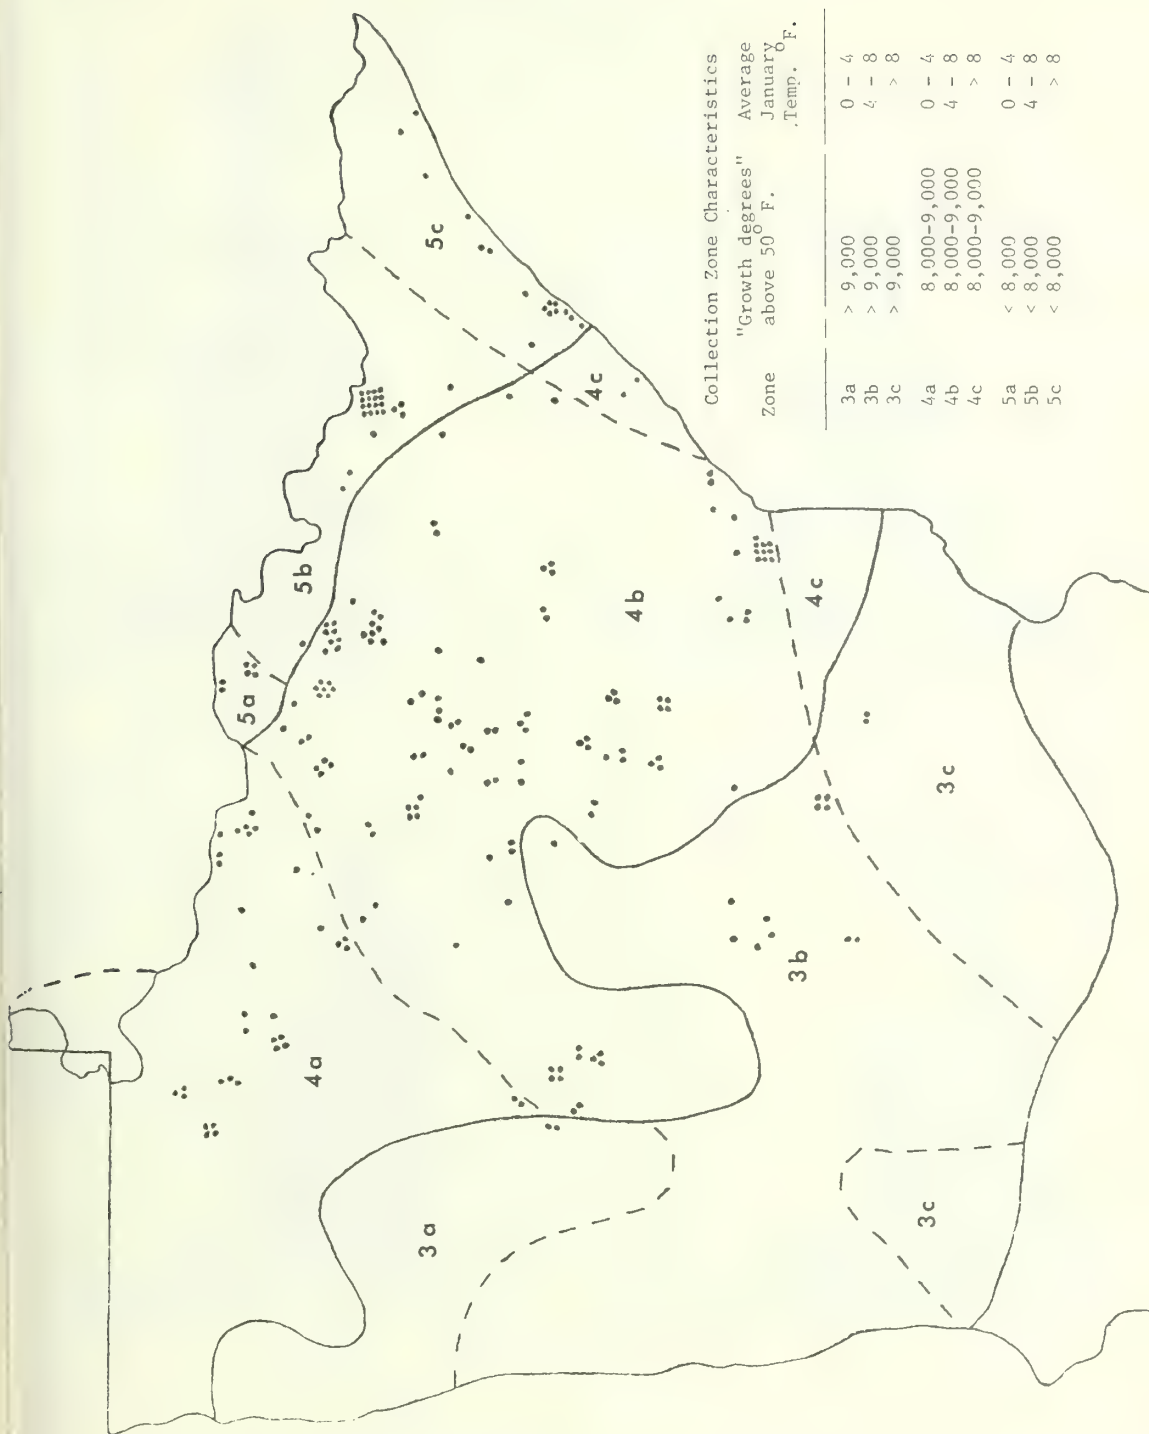 5c
5b
5a
4c
4b
4c
4a
3c
3b
3a
3c
Collection Zone Characteristics
"Growth degrees" Average
Zone above 50° F. January
Temp. °F.
3a > 9,000 0 - 4
3b > 9,000 4 - 8
3c > 9,000 > 8
4a 8,000-9,000 0 - 4
4b 8,000-9,000 4 - 8
4c 8,000-9,000 > 8
5a < 8,000 0 - 4
5b < 8,000 4 - 8
5c < 8,000 > 8